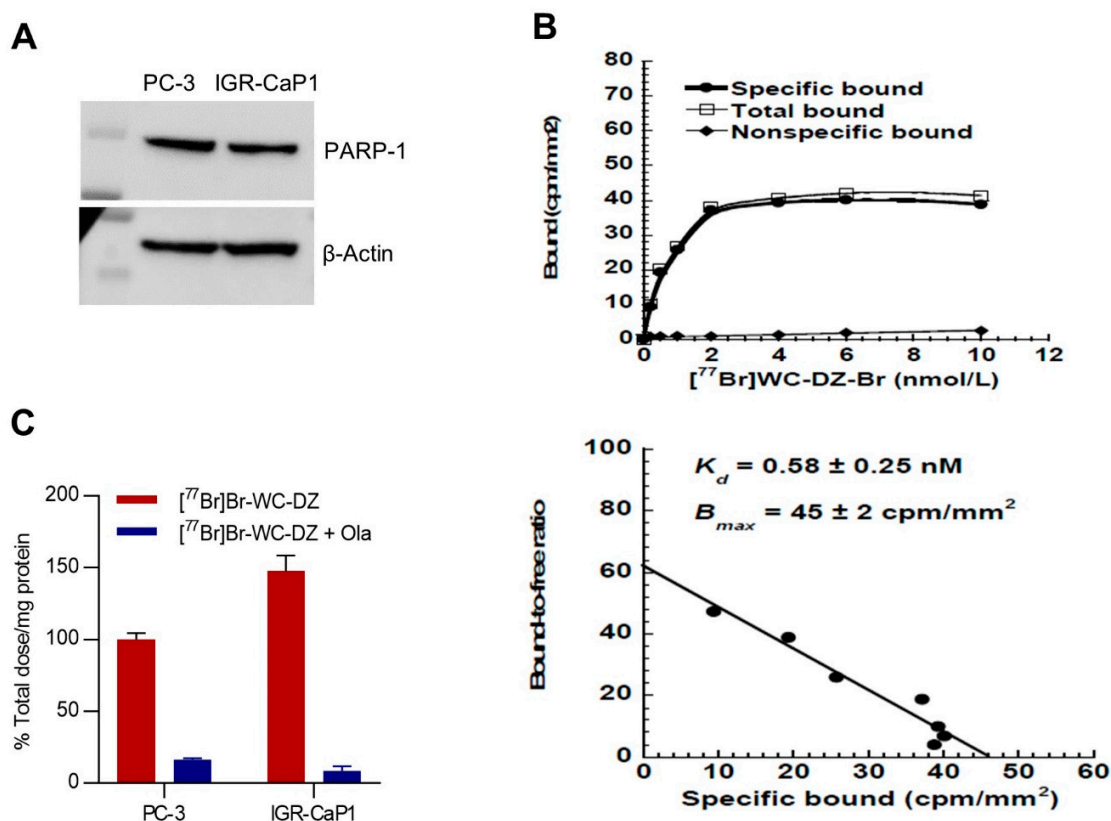 A
PC-3 IGR-CaP1
PARP-1
β-Actin
B
80
70
60
50
40
30
20
10
0
Bound (cpm/mm2)
Specific bound
Total bound
Nonspecific bound
0 2 4 6 8 10 12
[⁷⁷Br]WC-DZ-Br (nmol/L)
C
200
150
100
50
0
% Total dose/mg protein
[⁷⁷Br]Br-WC-DZ
[⁷⁷Br]Br-WC-DZ + Ola
PC-3 IGR-CaP1
100
80
60
40
20
0
Bound-to-free ratio
K_d = 0.58 ± 0.25 nM
B_max = 45 ± 2 cpm/mm²
0 10 20 30 40 50 60
Specific bound (cpm/mm²)